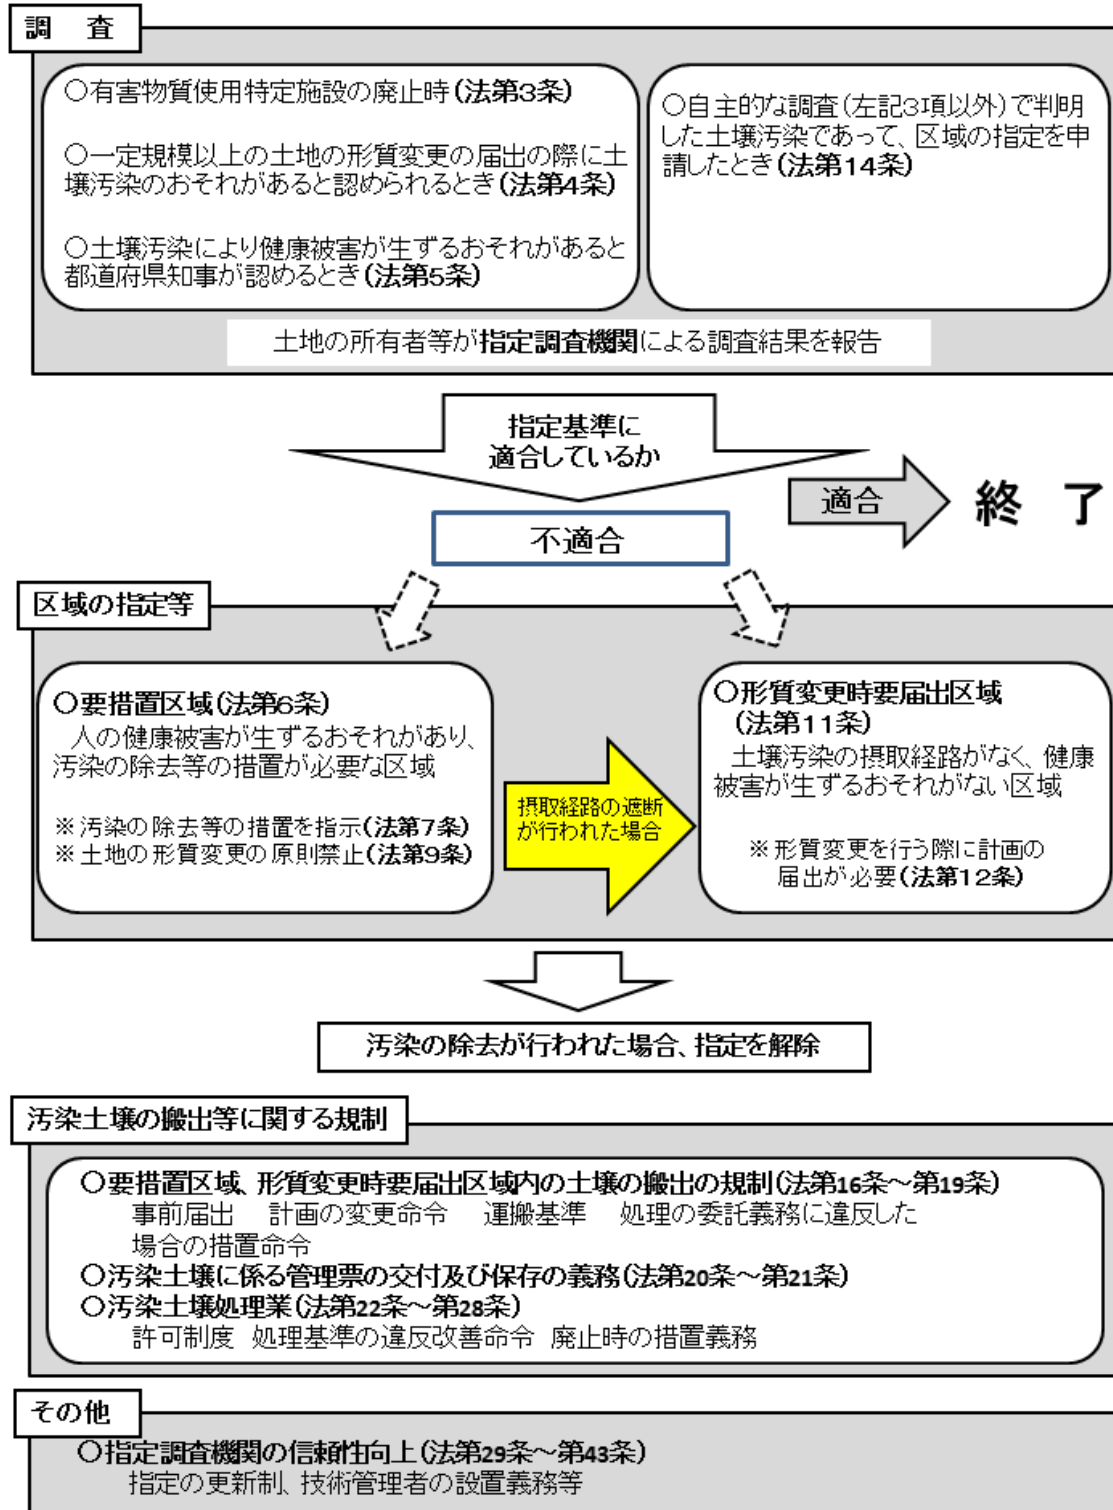 調　査
○有害物質使用特定施設の廃止時(法第3条)
○一定規模以上の土地の形質変更の届出の際に土
壌汚染のおそれがあると認められるとき(法第4条)
○土壌汚染により健康被害が生ずるおそれがあると
都道府県知事が認めるとき(法第5条)
○自主的な調査(左記3項以外)で判明
した土壌汚染であって、区域の指定を申
請したとき(法第14条)
土地の所有者等が指定調査機関による調査結果を報告
指定基準に
適合しているか
適合
終　了
不適合
区域の指定等
○要措置区域(法第6条)
人の健康被害が生ずるおそれがあり、
汚染の除去等の措置が必要な区域
※汚染の除去等の措置を指示(法第7条)
※土地の形質変更の原則禁止(法第9条)
摂取経路の遮断
が行われた場合
○形質変更時要届出区域
(法第11条)
土壌汚染の摂取経路がなく、健康
被害が生ずるおそれがない区域
※形質変更を行う際に計画の
届出が必要(法第12条)
汚染の除去が行われた場合、指定を解除
汚染土壌の搬出等に関する規制
○要措置区域、形質変更時要届出区域内の土壌の搬出の規制(法第16条～第19条)
事前届出　計画の変更命令　運搬基準　処理の委託義務に違反した
場合の措置命令
○汚染土壌に係る管理票の交付及び保存の義務(法第20条～第21条)
○汚染土壌処理業(法第22条～第28条)
許可制度　処理基準の違反改善命令　廃止時の措置義務
その他
○指定調査機関の信頼性向上(法第29条～第43条)
指定の更新制、技術管理者の設置義務等